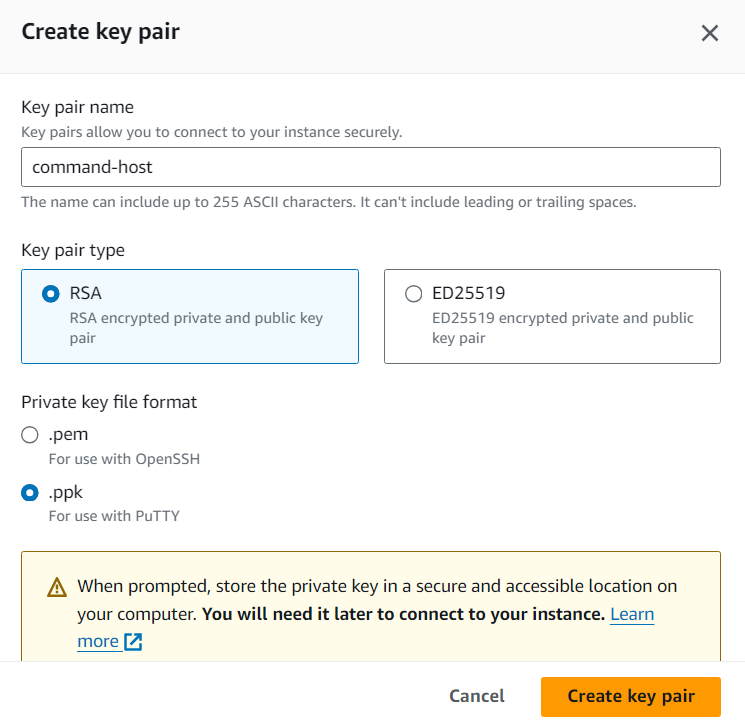 Create key pair
Key pair name
Key pairs allow you to connect to your instance securely.
command-host
The name can include up to 255 ASCII characters. It can't include leading or trailing spaces.
Key pair type
RSA
RSA encrypted private and public key
pair
ED25519
ED25519 encrypted private and public
key pair
Private key file format
.pem
For use with OpenSSH
.ppk
For use with PuTTY
When prompted, store the private key in a secure and accessible location on
your computer. You will need it later to connect to your instance. Learn
more
Cancel
Create key pair